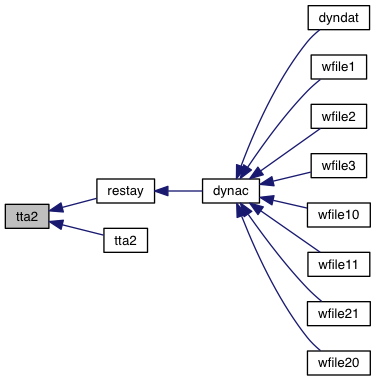 tta2
restay
tta2
dynac
dyndat
wfile1
wfile2
wfile3
wfile10
wfile11
wfile21
wfile20